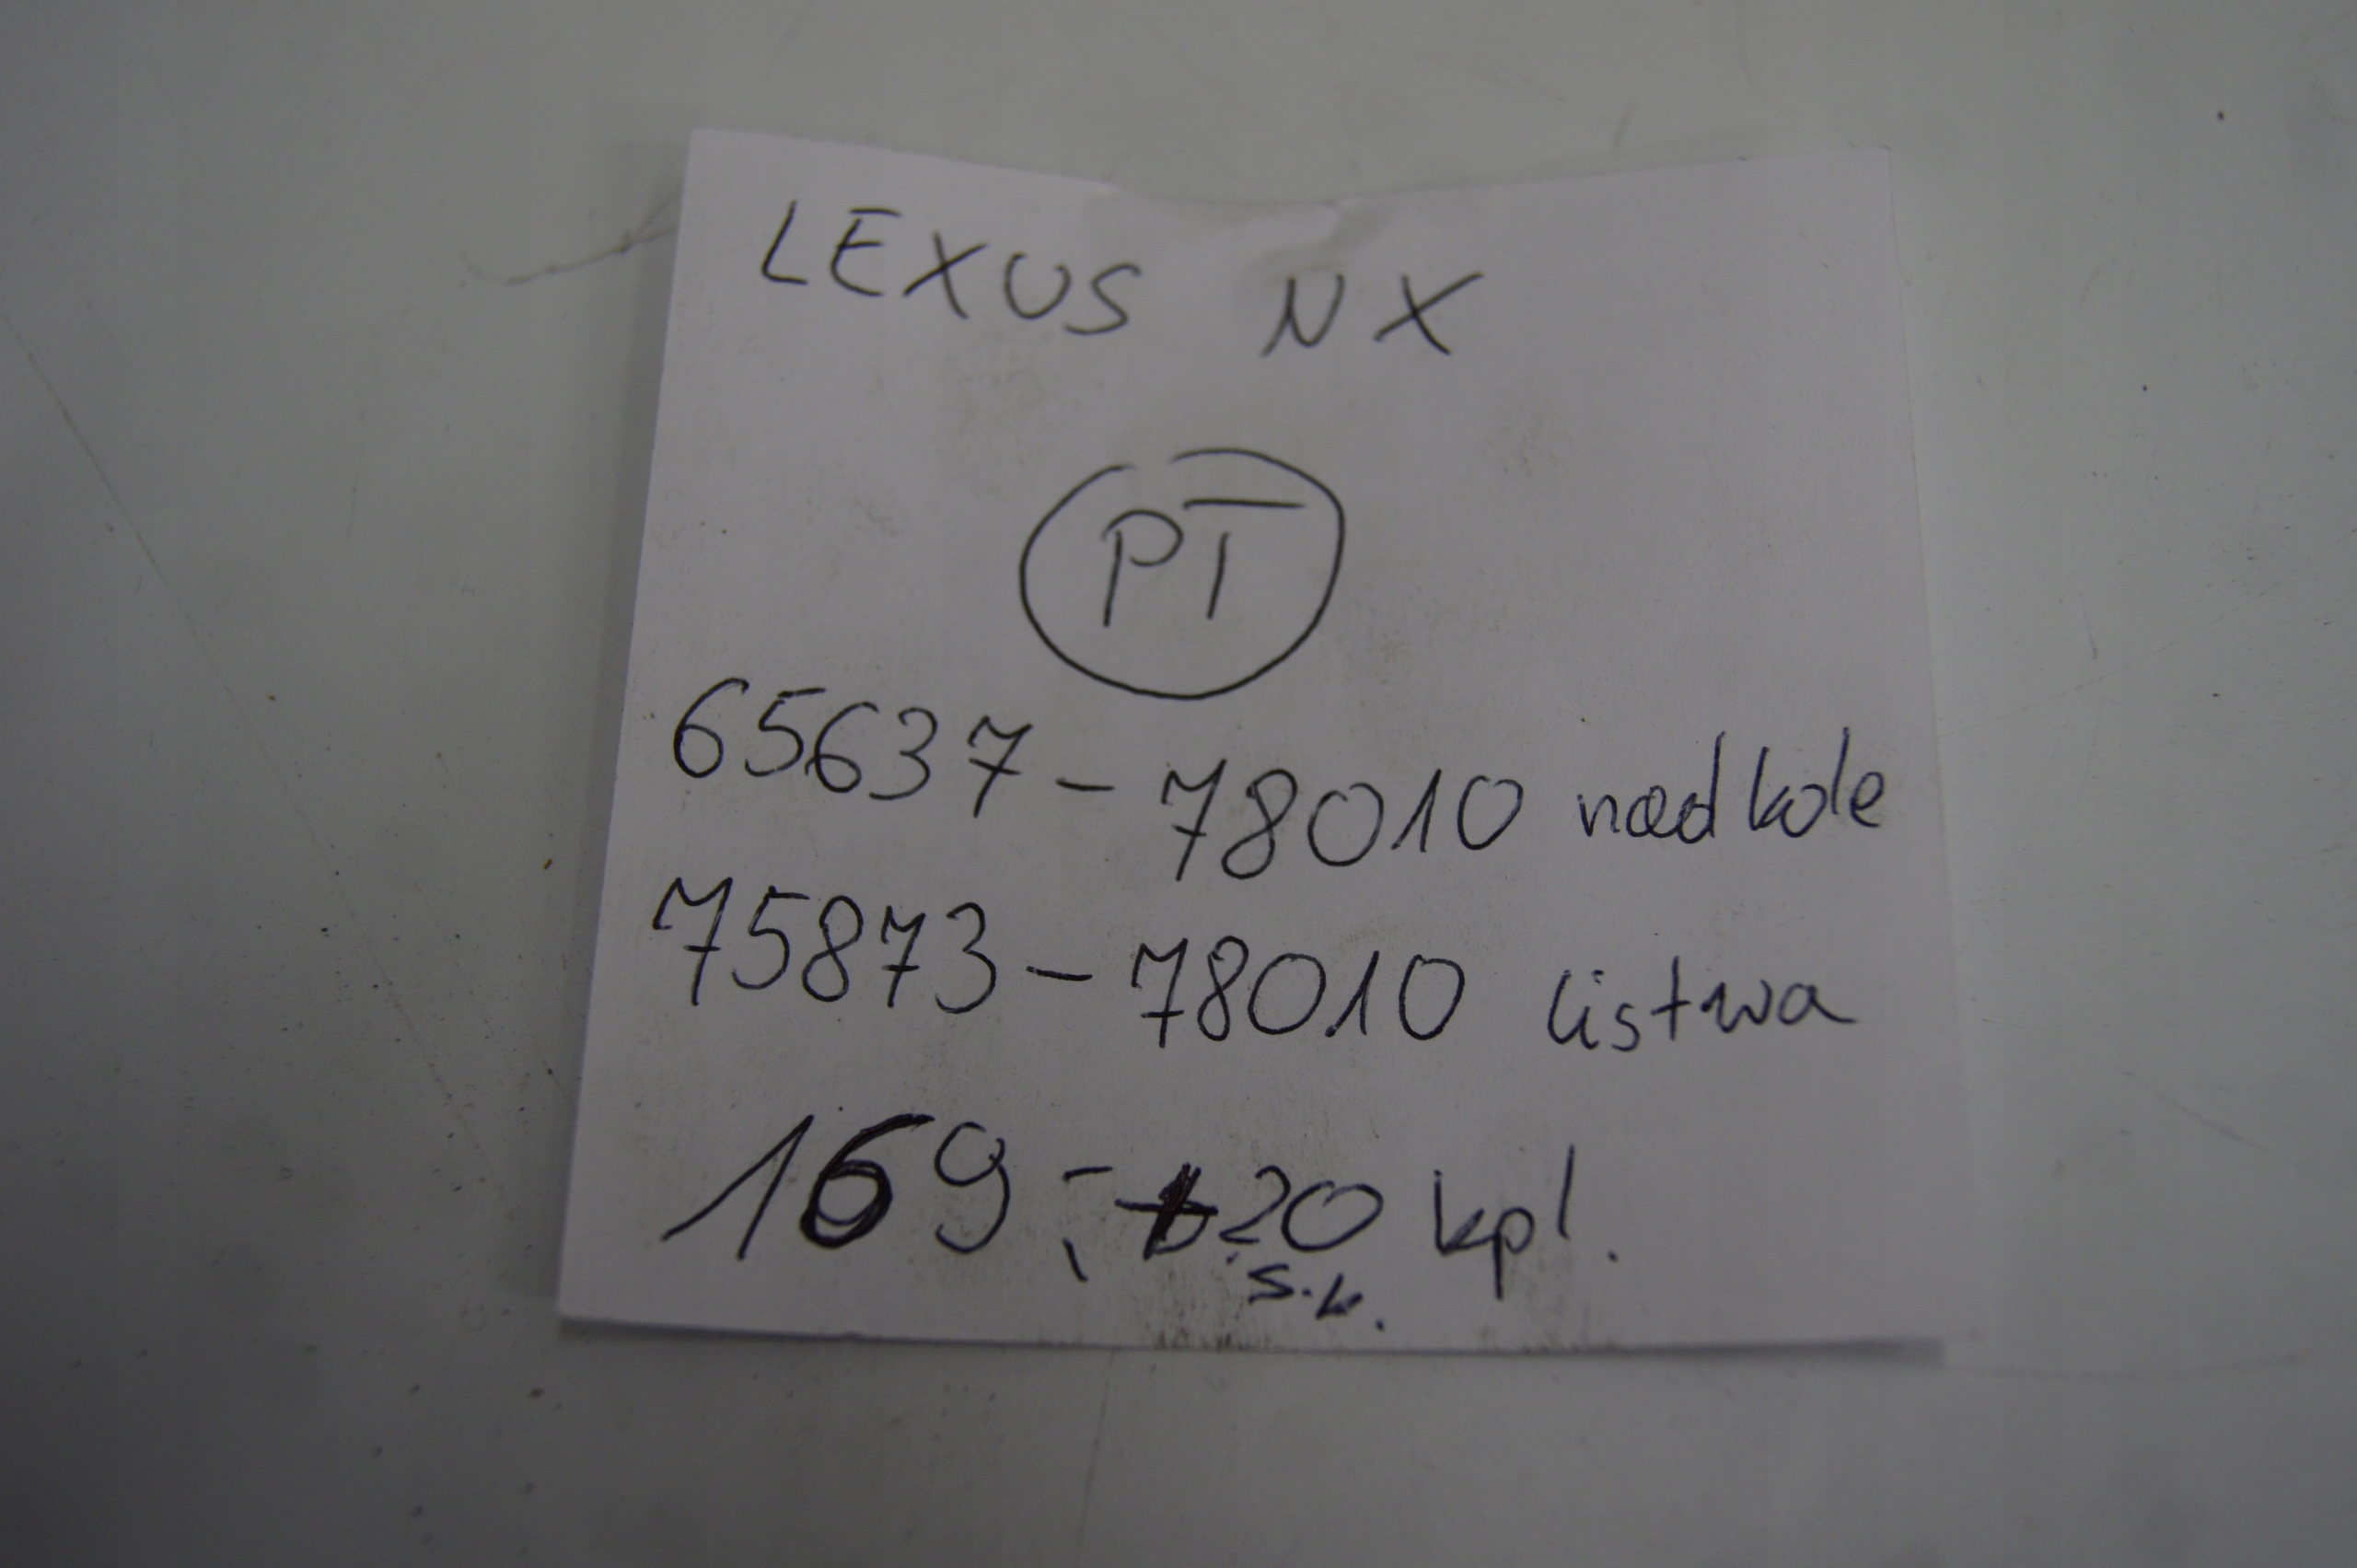 LEXUS NX
PT
65637-78010 nadkole
75873-78010 listwa
169,- 20 kpl.
s.k.